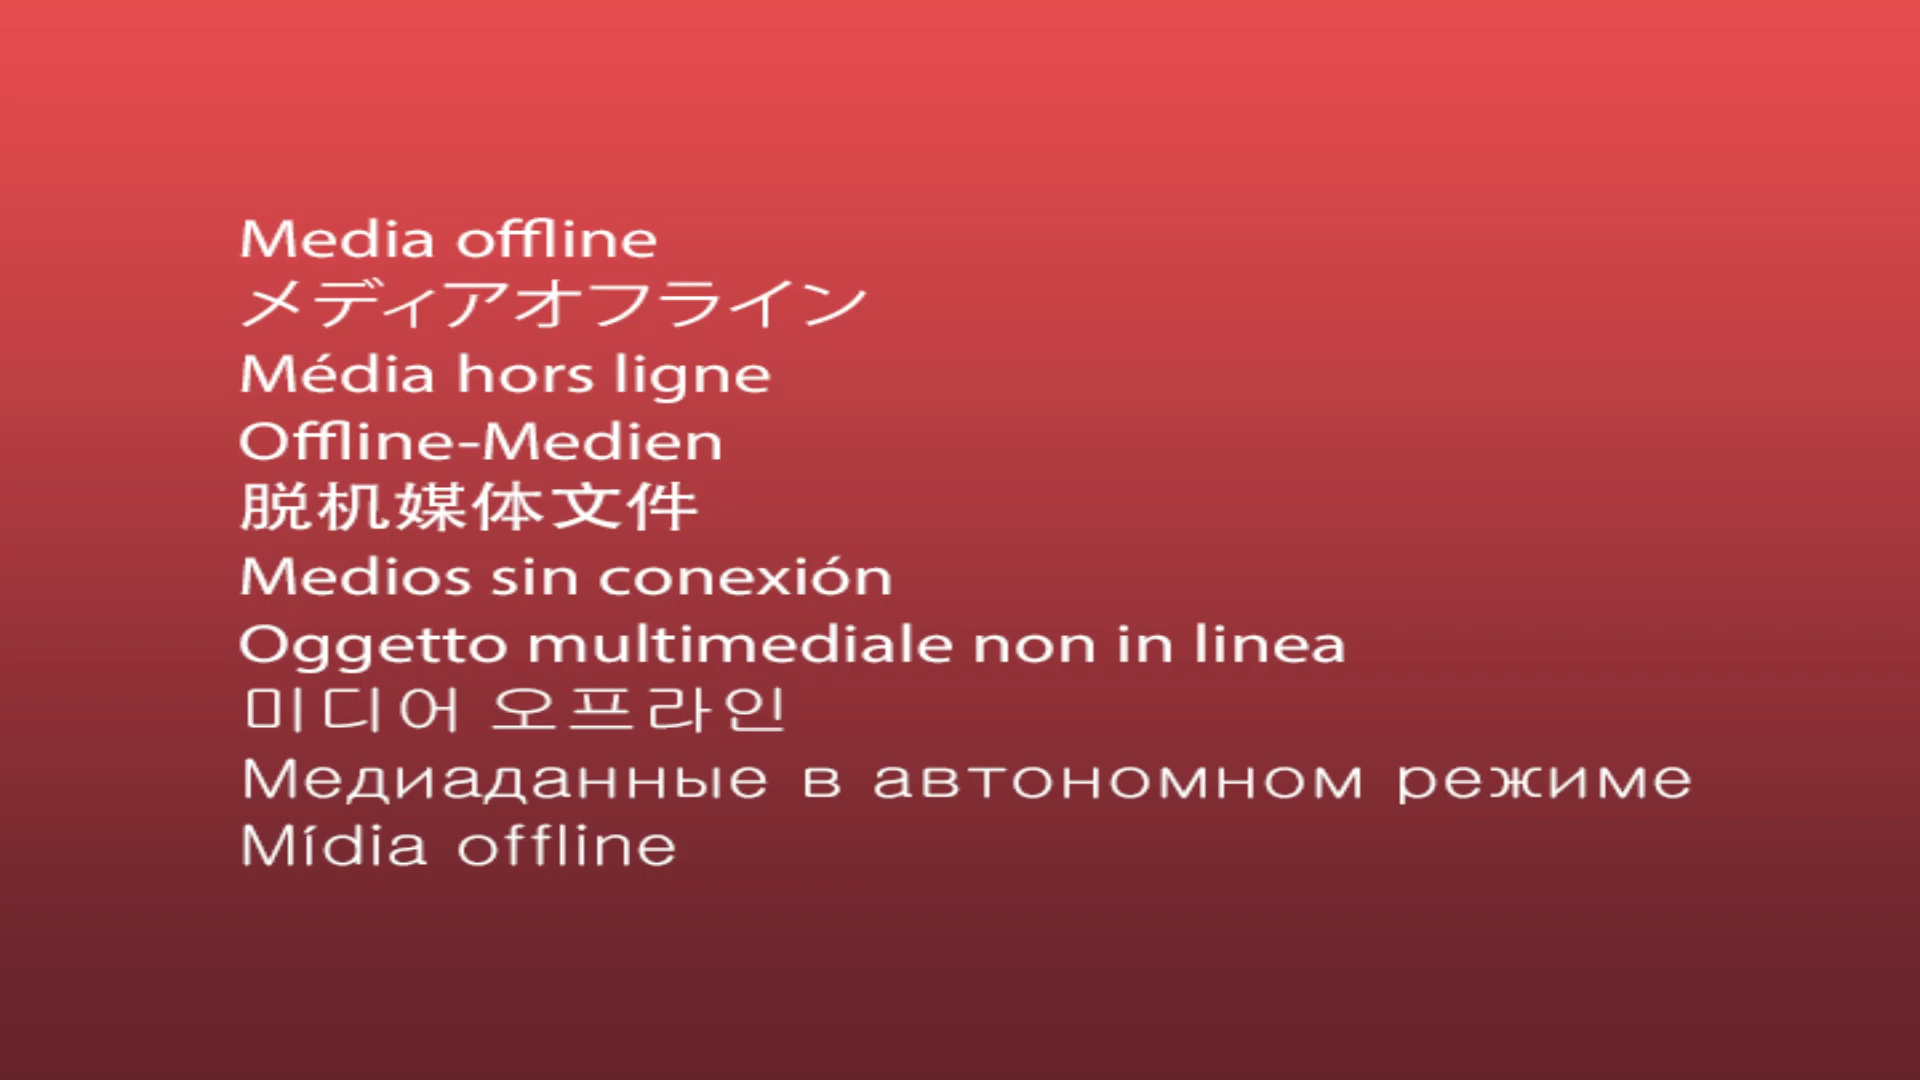 Media offline
メディアオフライン
Média hors ligne
Offline-Medien
脱机媒体文件
Medios sin conexión
Oggetto multimediale non in linea
미디어 오프라인
Медиаданные в автономном режиме
Mídia offline